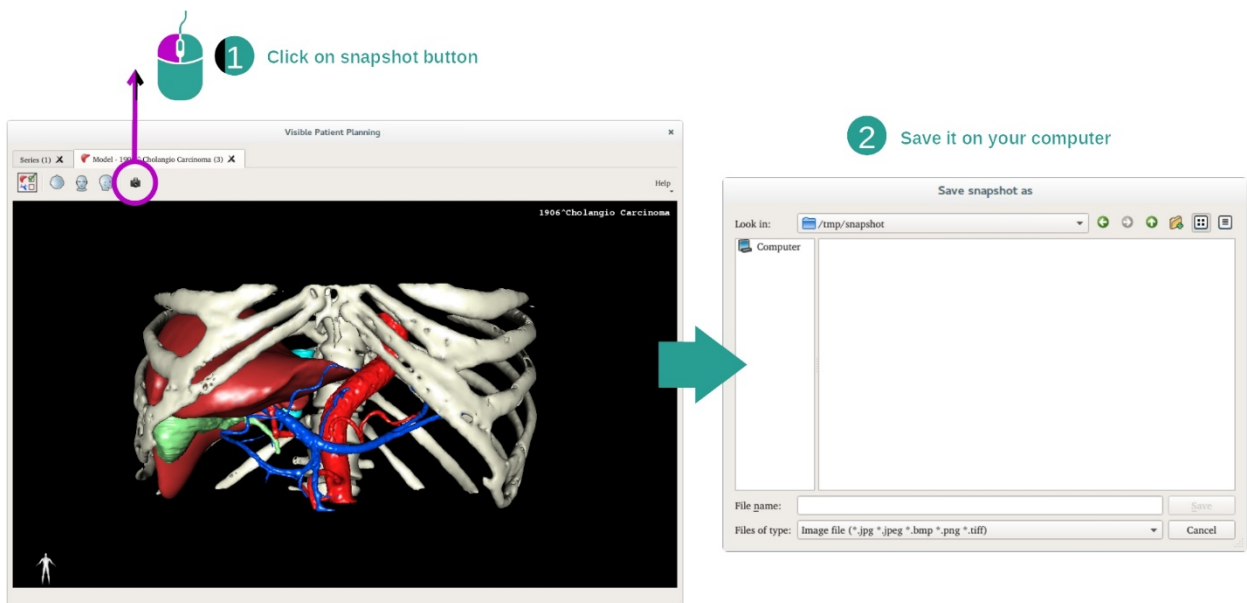 1 Click on snapshot button
Visible Patient Planning
Series (1) Model - 190 Cholangio Carcinoma (3)
Help
1906^Cholangio Carcinoma
2 Save it on your computer
Save snapshot as
Look in: /tmp/snapshot
Computer
File name: Save
Files of type: Image file (*.jpg *.jpeg *.bmp *.png *.tiff) Cancel